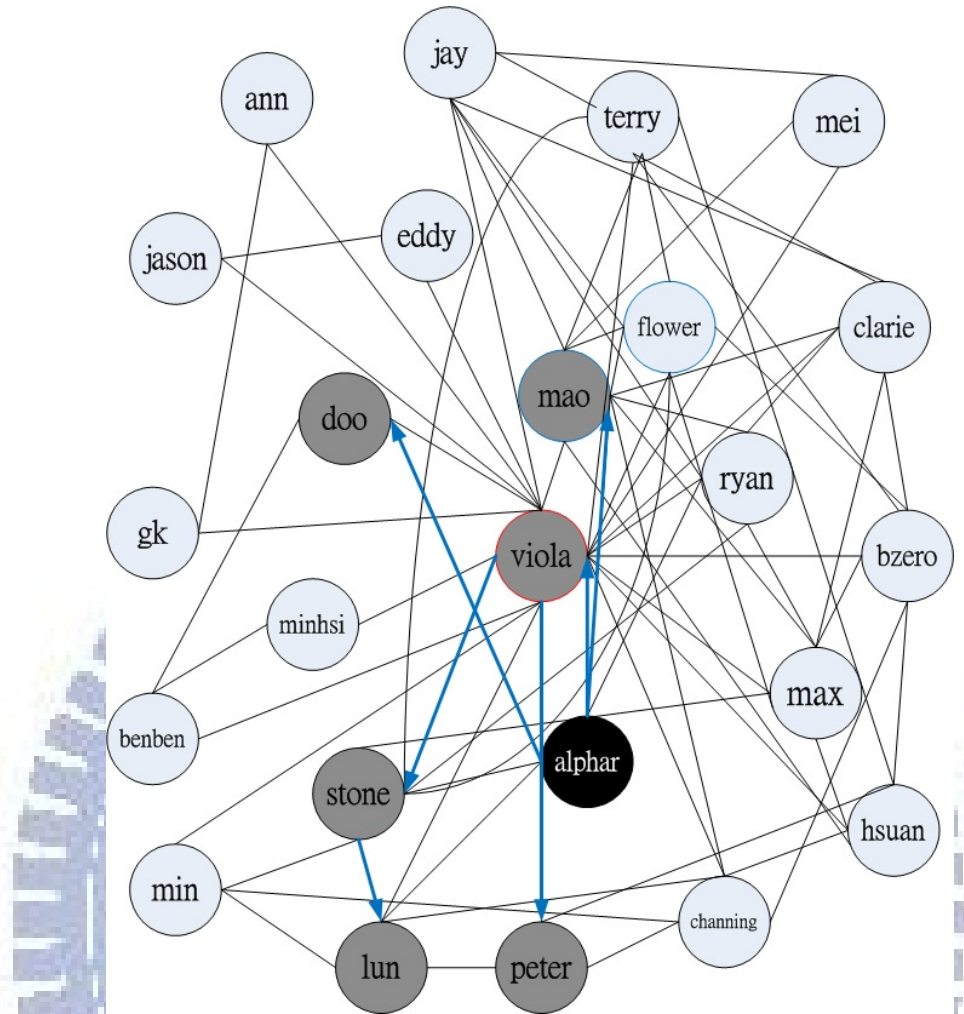 jay
ann
terry
mei
eddy
jason
flower
clarie
mao
doo
ryan
gk
viola
bzero
minhsi
max
benben
alphar
stone
hsuan
min
channing
lun
peter